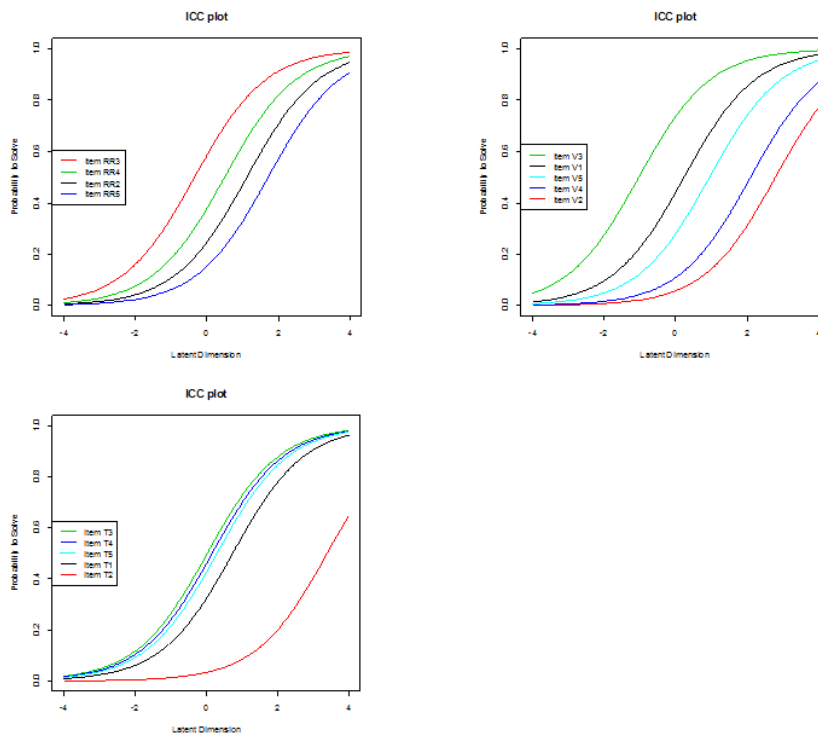 ICC plot
Probability to Solve
0.0 0.2 0.4 0.6 0.8 1.0
Item RR3
Item RR4
Item RR2
Item RR5
-4 -2 0 2 4
Latent Dimension
ICC plot
Probability to Solve
0.0 0.2 0.4 0.6 0.8 1.0
Item V3
Item V1
Item V5
Item V4
Item V2
-4 -2 0 2 4
Latent Dimension
ICC plot
Probability to Solve
0.0 0.2 0.4 0.6 0.8 1.0
Item T3
Item T4
Item T5
Item T1
Item T2
-4 -2 0 2 4
Latent Dimension